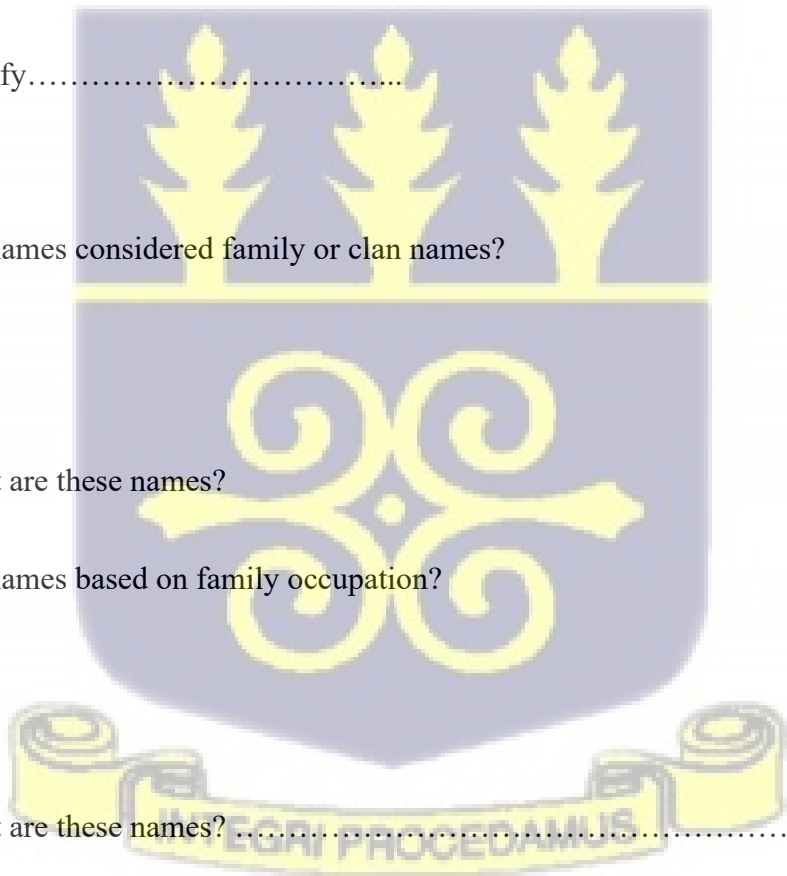 fy…………………………….…..
ames considered family or clan names?
t are these names?
names based on family occupation?
t are these names? ……………………………………………………
INTEGRI PROCEDAMUS